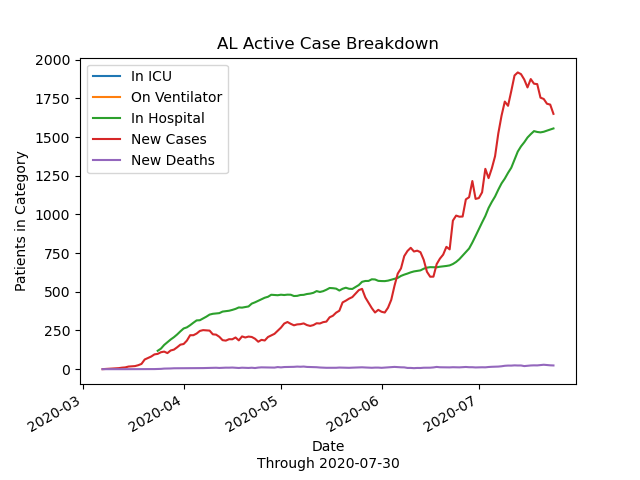 AL Active Case Breakdown
2000
1750
1500
1250
1000
750
500
250
0
Patients in Category
In ICU
On Ventilator
In Hospital
New Cases
New Deaths
2020-03
2020-04
2020-05
2020-06
2020-07
Date
Through 2020-07-30